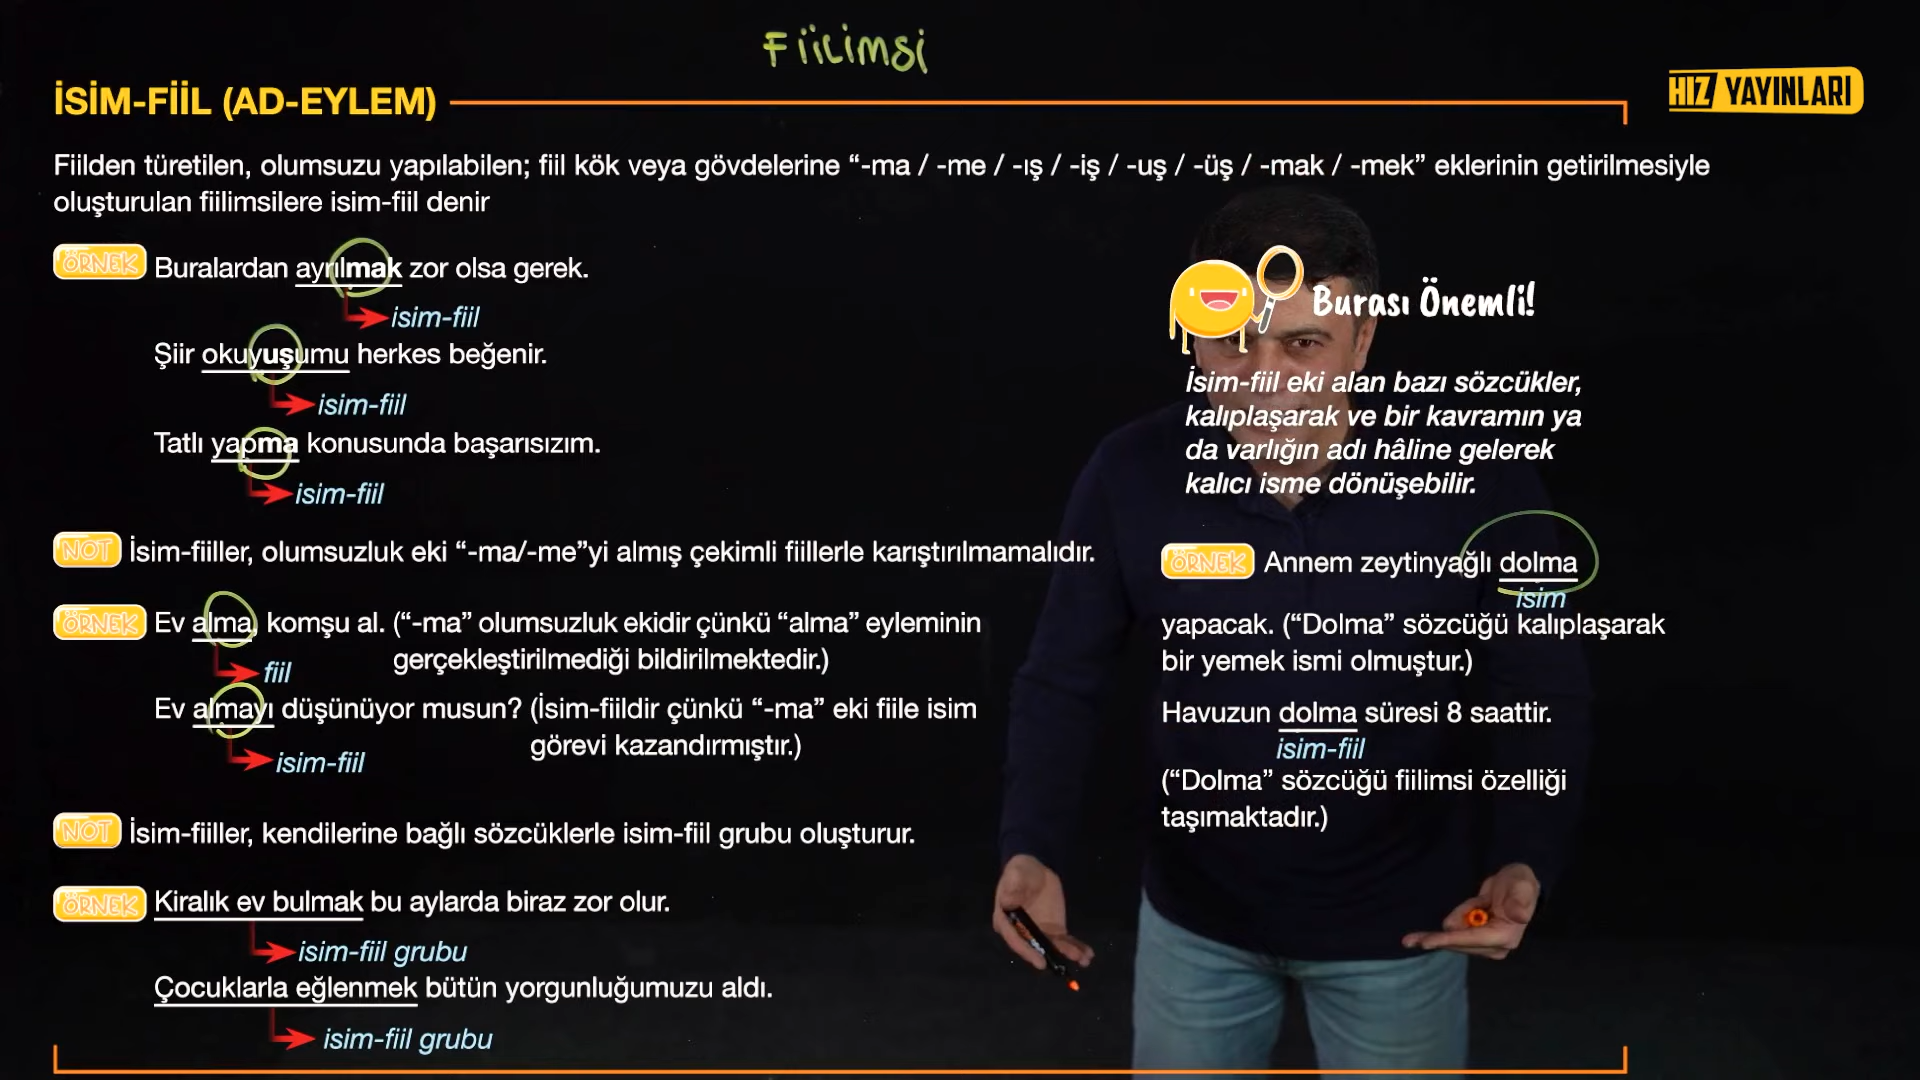 Fiilimsi
HIZ YAYINLARI
İSİM-FİİL (AD-EYLEM)
Fiilden türetilen, olumsuzu yapılabilen; fiil kök veya gövdelerine “-ma / -me / -ış / -iş / -uş / -üş / -mak / -mek” eklerinin getirilmesiyle
oluşturulan fiilimsilere isim-fiil denir
ÖRNEK Buralardan ayrılmak zor olsa gerek.
isim-fiil
Şiir okuyuşumu herkes beğenir.
isim-fiil
Tatlı yapma konusunda başarısızım.
isim-fiil
NOT İsim-fiiller, olumsuzluk eki “-ma/-me”yi almış çekimli fiillerle karıştırılmamalıdır.
ÖRNEK Ev alma, komşu al. (“-ma” olumsuzluk ekidir çünkü “alma” eyleminin
gerçekleştirilmediği bildirilmektedir.)
fiil
Ev almayı düşünüyor musun? (İsim-fiildir çünkü “-ma” eki fiile isim
görevi kazandırmıştır.)
isim-fiil
NOT İsim-fiiller, kendilerine bağlı sözcüklerle isim-fiil grubu oluşturur.
ÖRNEK Kiralık ev bulmak bu aylarda biraz zor olur.
isim-fiil grubu
Çocuklarla eğlenmek bütün yorgunluğumuzu aldı.
isim-fiil grubu
Burası Önemli!
İsim-fiil eki alan bazı sözcükler,
kalıplaşarak ve bir kavramın ya
da varlığın adı hâline gelerek
kalıcı isme dönüşebilir.
ÖRNEK Annem zeytinyağlı dolma
isim
yapacak. (“Dolma” sözcüğü kalıplaşarak
bir yemek ismi olmuştur.)
Havuzun dolma süresi 8 saattir.
isim-fiil
(“Dolma” sözcüğü fiilimsi özelliği
taşımaktadır.)